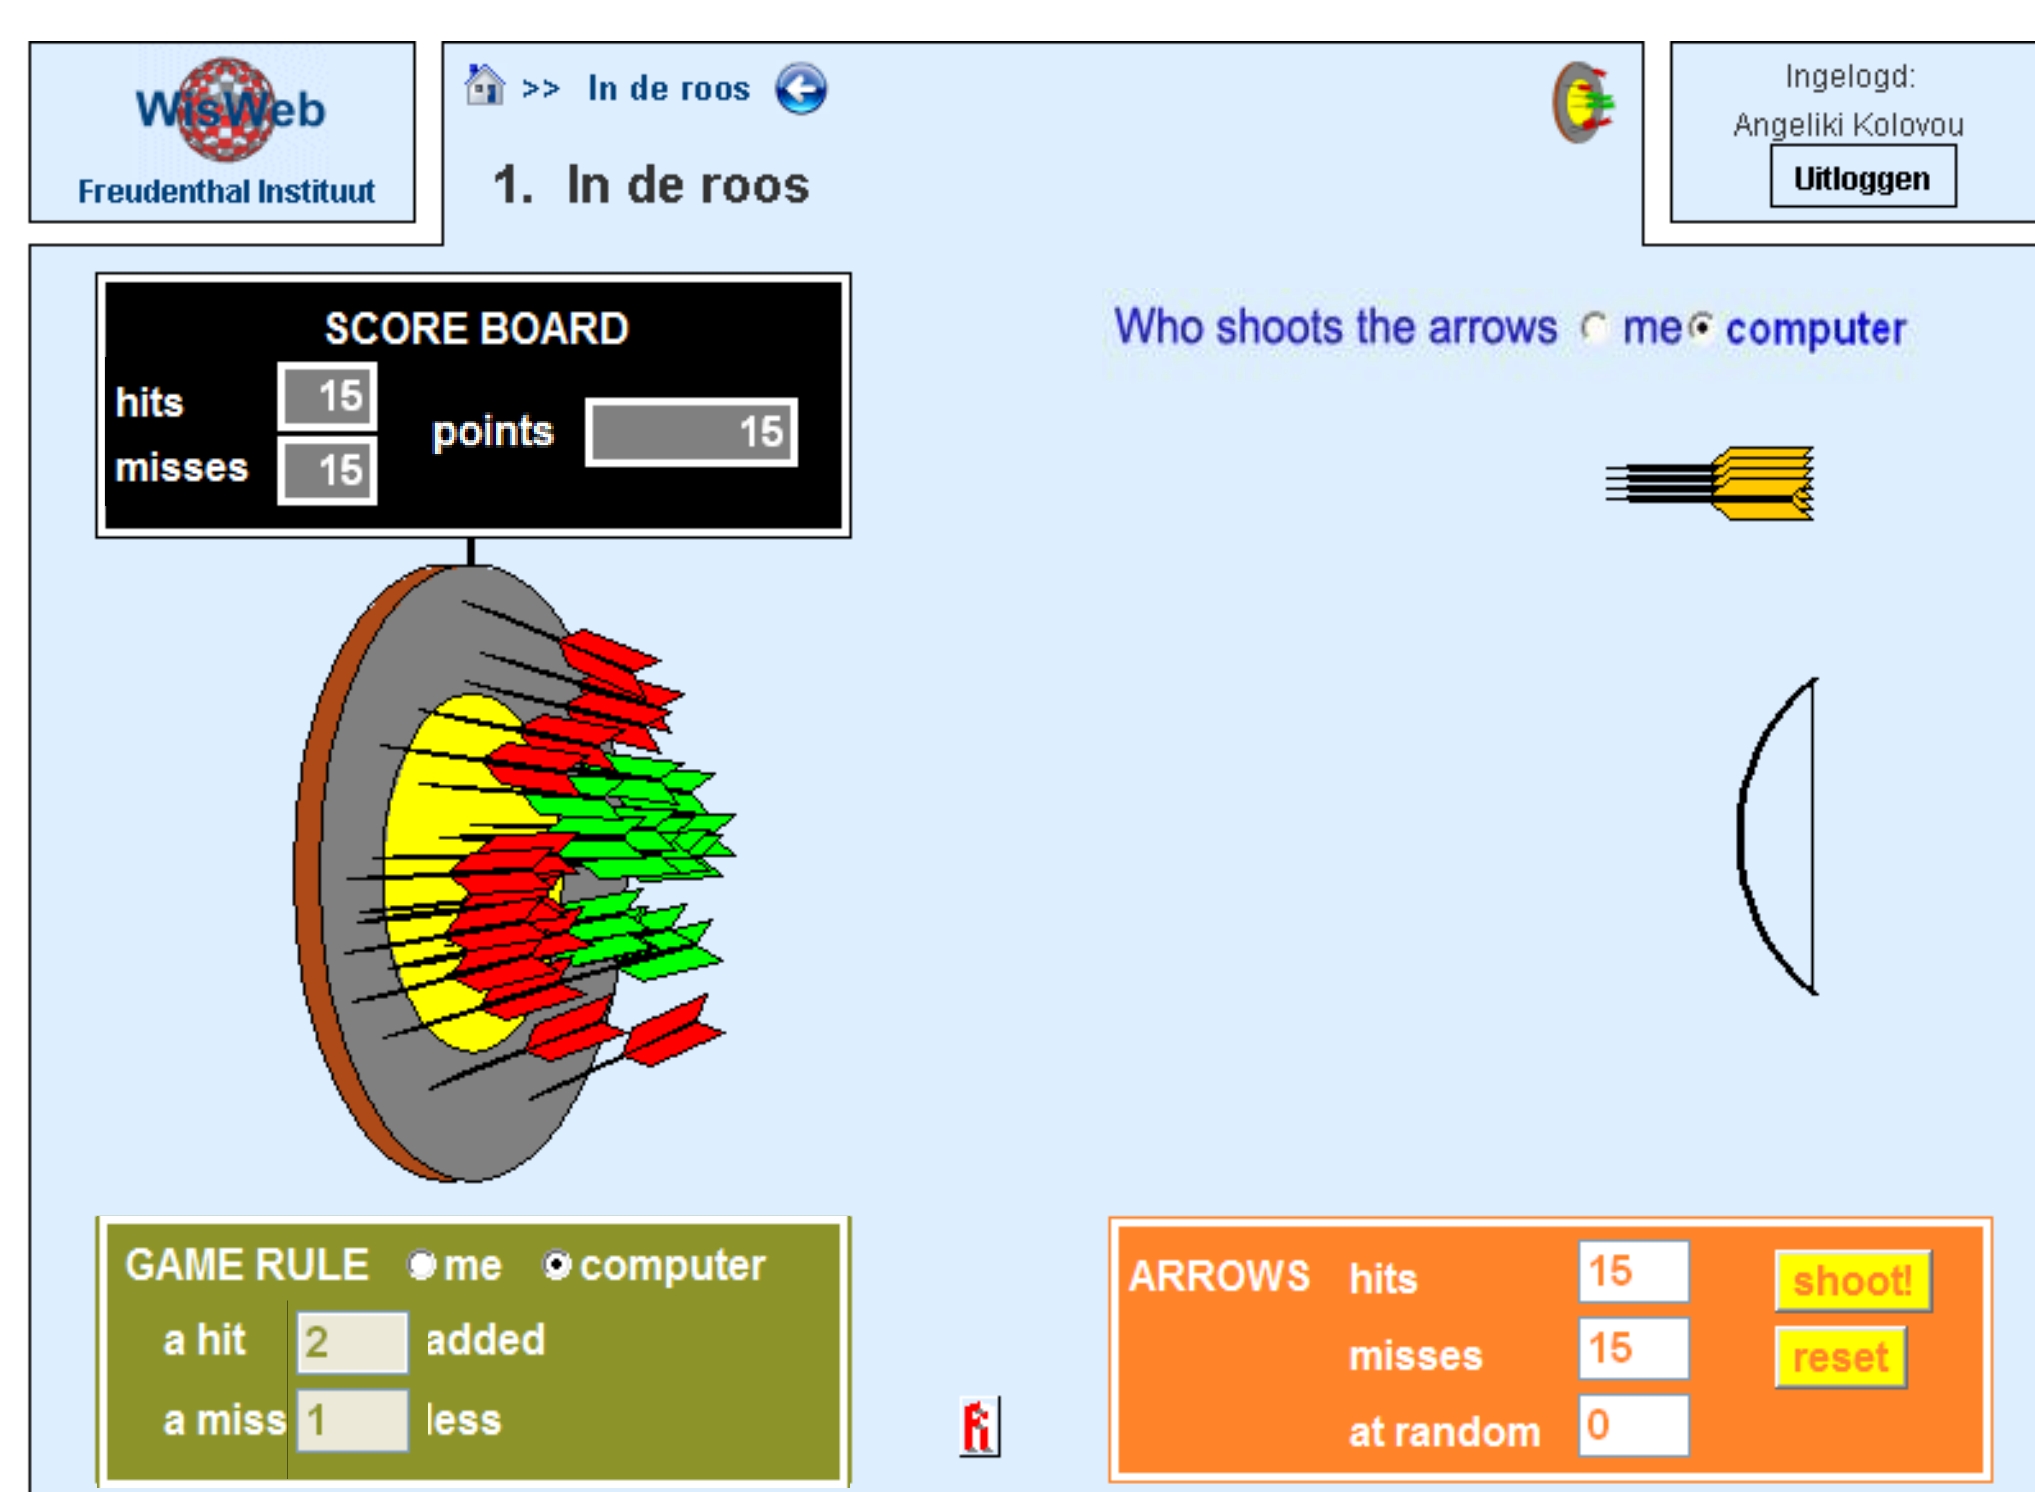 WisWeb
Freudenthal Instituut
>> In de roos
1. In de roos
Ingelogd:
Angeliki Kolovou
Uitloggen
SCORE BOARD
hits 15
misses 15
points 15
Who shoots the arrows me computer
GAME RULE me computer
a hit 2 added
a miss 1 less
fi
ARROWS hits 15 shoot!
misses 15 reset
at random 0